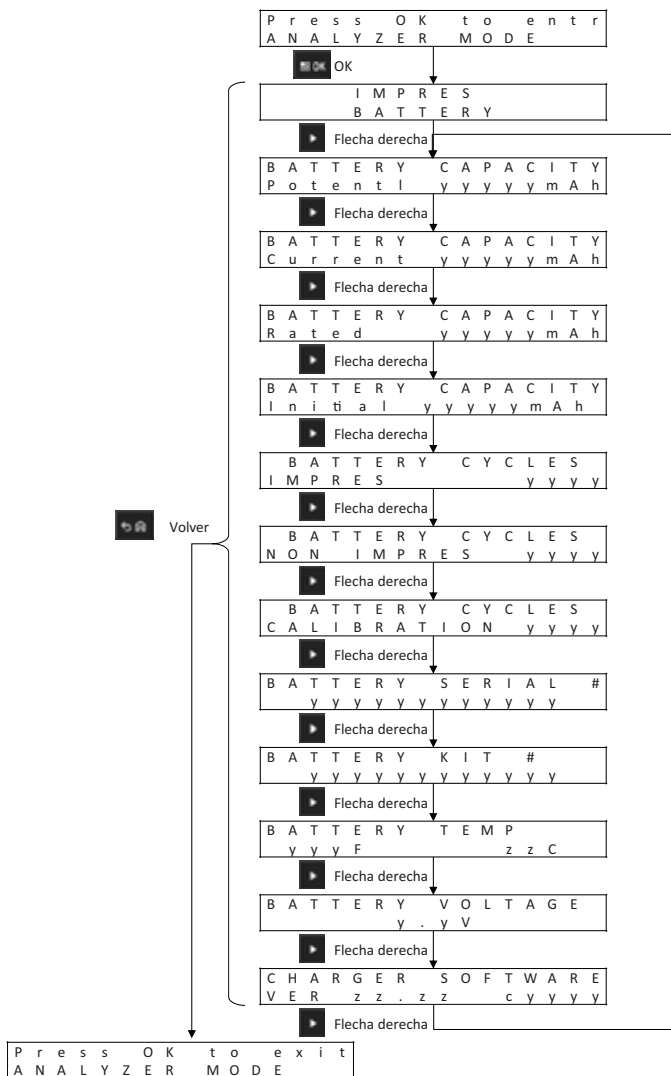 Press OK to entr
ANALYZER MODE
OK OK
IMPRES
BATTERY
Flecha derecha
BATTERY CAPACITY
Potentl yyyyymAh
Flecha derecha
BATTERY CAPACITY
Current yyyyymAh
Flecha derecha
BATTERY CAPACITY
Rated yyyyymAh
Flecha derecha
BATTERY CAPACITY
Initial yyyyymAh
Flecha derecha
BATTERY CYCLES
IMPRES yyyy
Flecha derecha
Volver
BATTERY CYCLES
NON IMPRES yyyy
Flecha derecha
BATTERY CYCLES
CALIBRATION yyyy
Flecha derecha
BATTERY SERIAL #
yyyyyyyyyyyy
Flecha derecha
BATTERY KIT #
yyyyyyyyyyyy
Flecha derecha
BATTERY TEMP
yyyF zzC
Flecha derecha
BATTERY VOLTAGE
y.yV
Flecha derecha
CHARGER SOFTWARE
VER zz.zz cyyyy
Flecha derecha
Press OK to exit
ANALYZER MODE